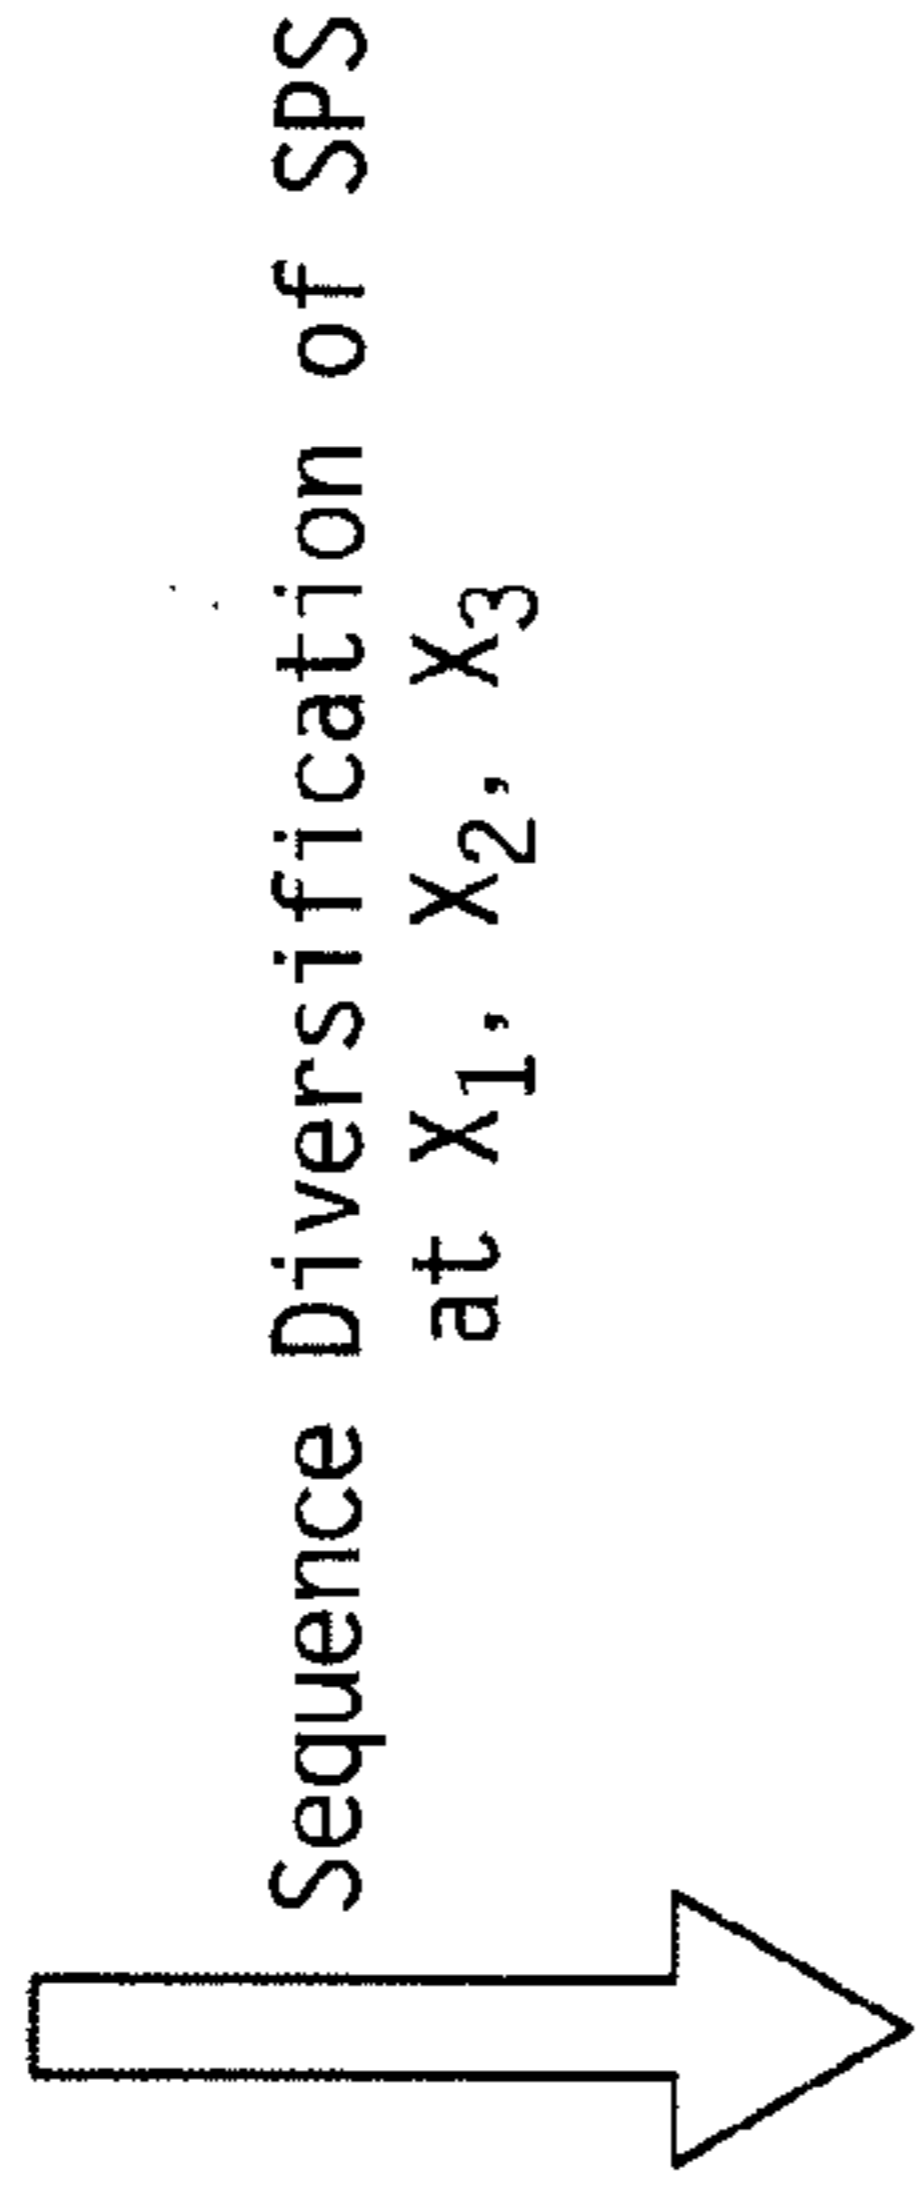 Sequence Diversification of SPS
at X₁, X₂, X₃